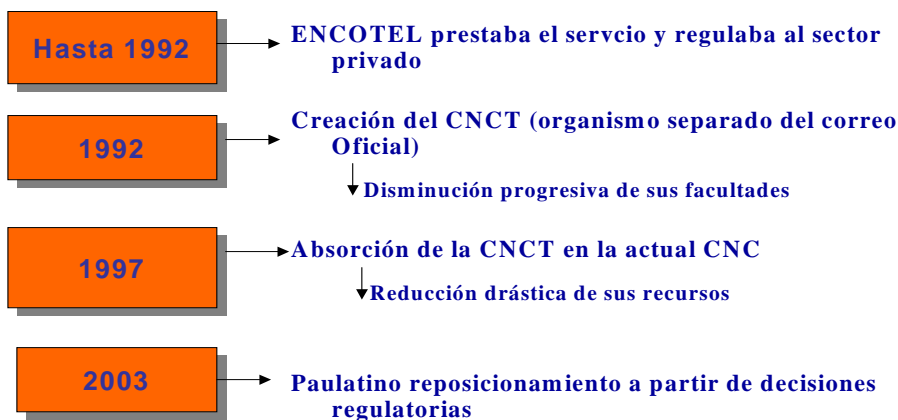 Hasta 1992
ENCOTEL prestaba el servcio y regulaba al sector
privado
1992
Creación del CNCT (organismo separado del correo
Oficial)
Disminución progresiva de sus facultades
1997
Absorción de la CNCT en la actual CNC
Reducción drástica de sus recursos
2003
Paulatino reposicionamiento a partir de decisiones
regulatorias